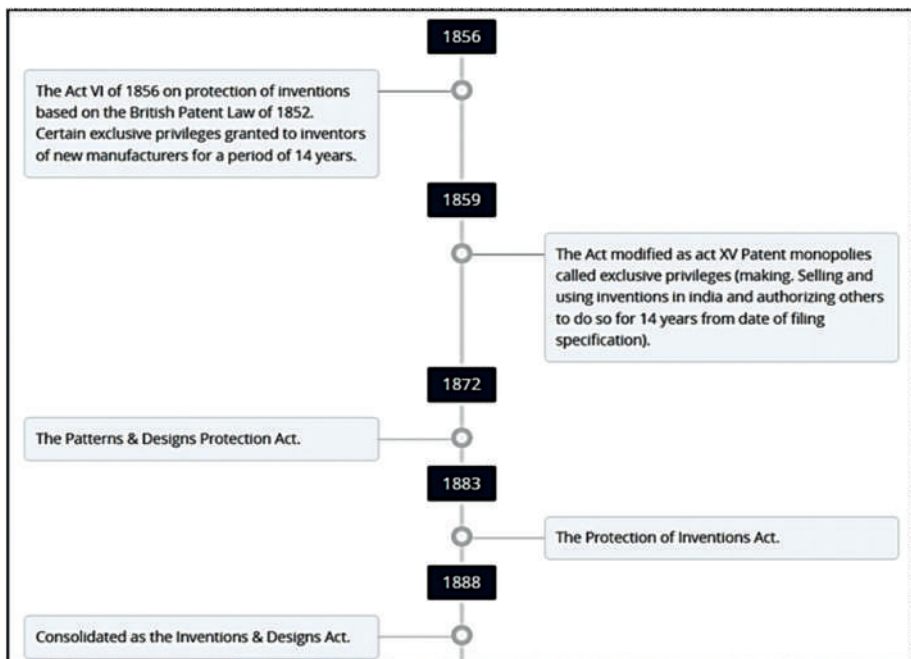 1856
The Act VI of 1856 on protection of inventions
based on the British Patent Law of 1852.
Certain exclusive privileges granted to inventors
of new manufacturers for a period of 14 years.
1859
The Act modified as act XV Patent monopolies
called exclusive privileges (making. Selling and
using inventions in india and authorizing others
to do so for 14 years from date of filing
specification).
1872
The Patterns & Designs Protection Act.
1883
The Protection of Inventions Act.
1888
Consolidated as the Inventions & Designs Act.